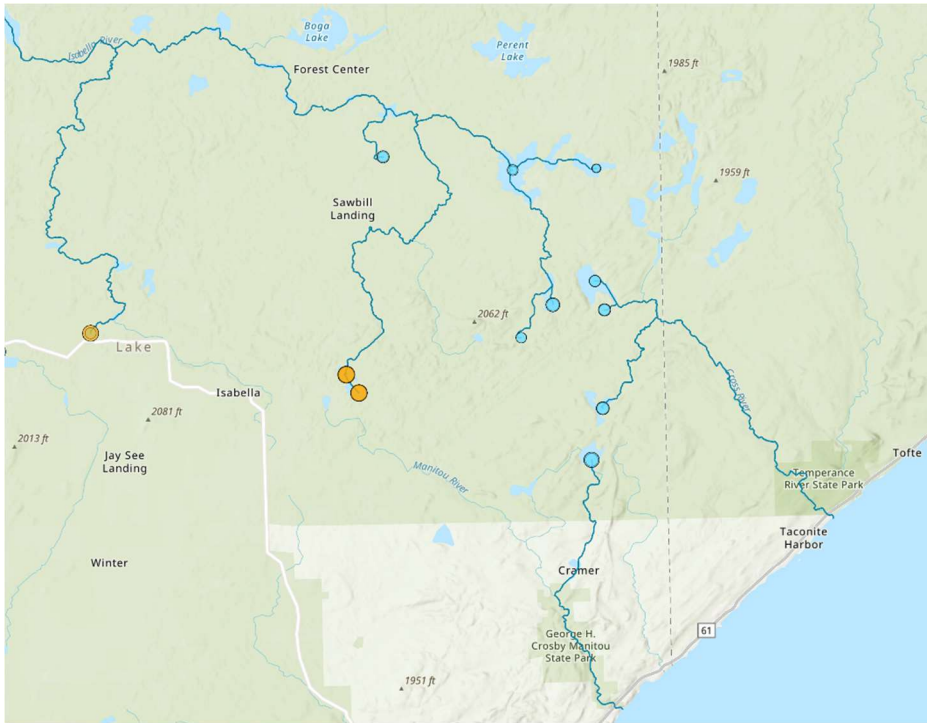 Boga
Lake
Isabella River
Perent
Lake
Forest Center
1985 ft
1959 ft
Sawbill
Landing
2062 ft
Lake
Isabella
2081 ft
2013 ft
Jay See
Landing
Cross River
Tofte
Manitou River
Temperance
River State Park
Taconite
Harbor
Winter
Cramer
61
George H.
Crosby Manitou
State Park
1951 ft